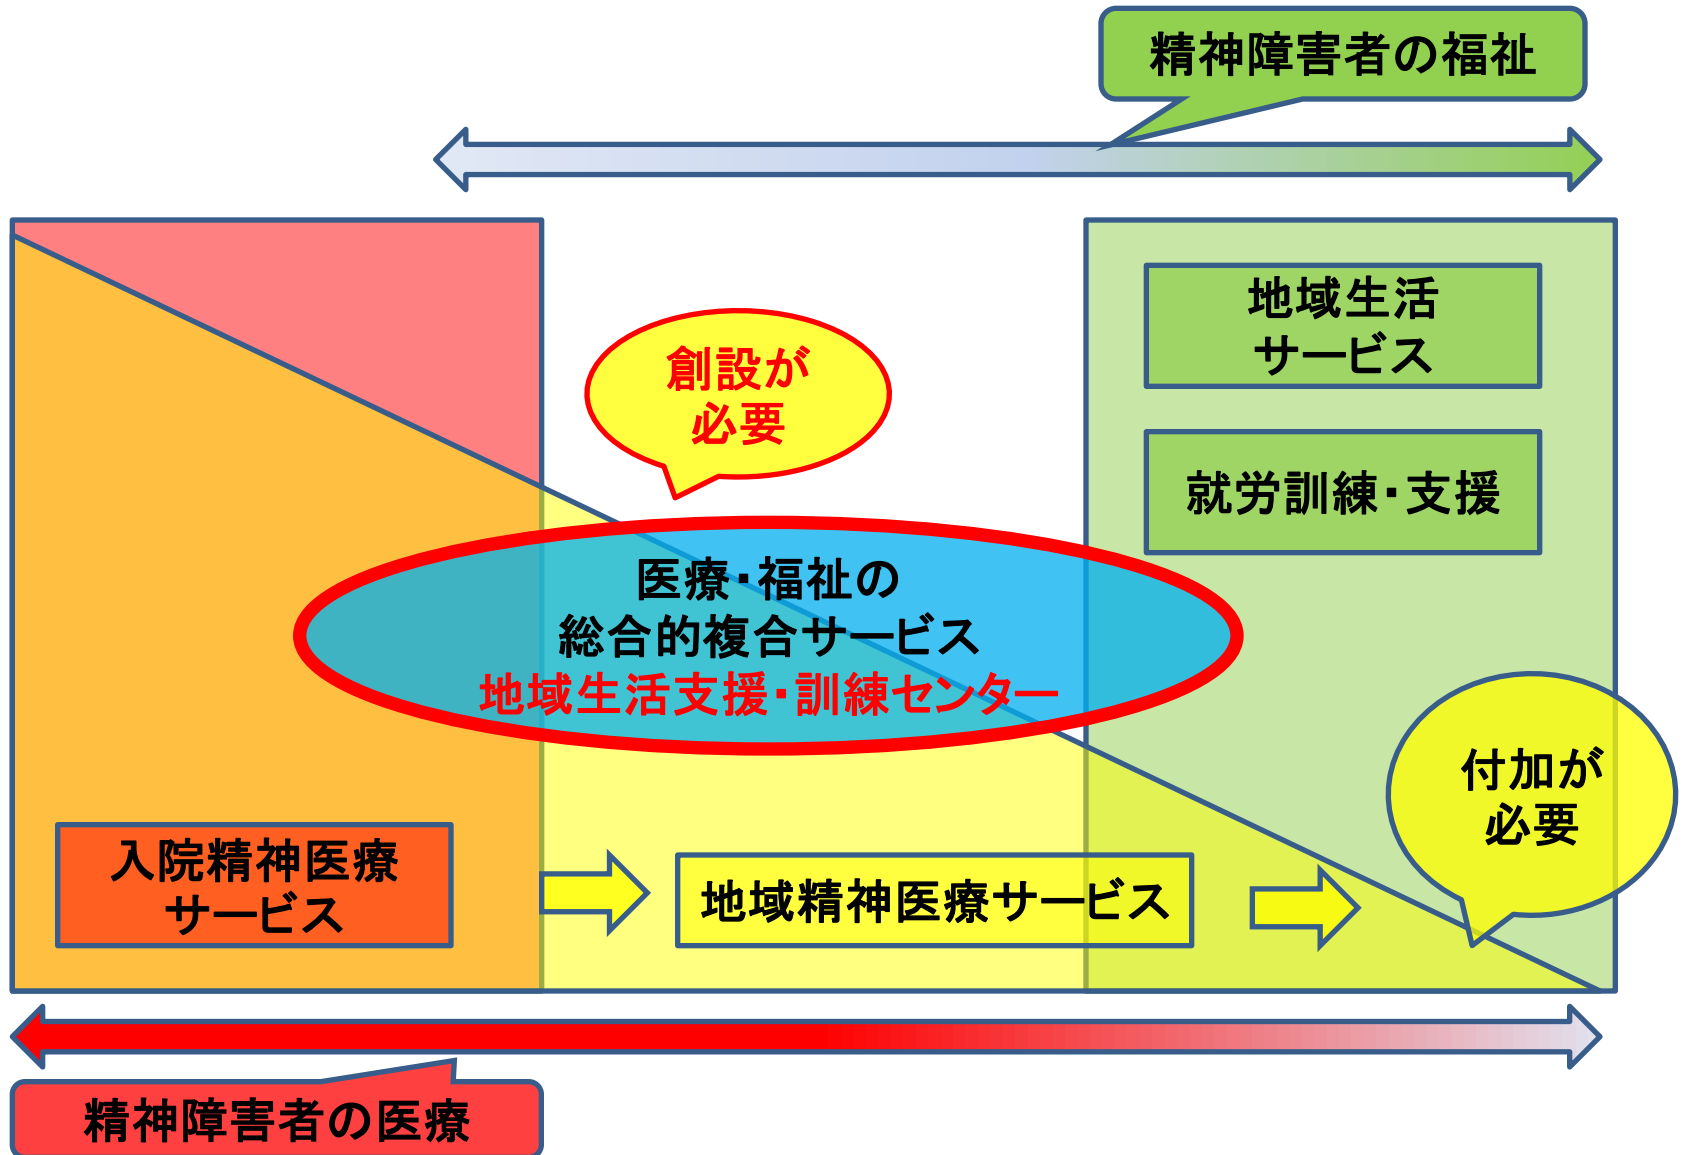 精神障害者の福祉
地域生活
サービス
創設が
必要
就労訓練・支援
医療・福祉の
総合的複合サービス
地域生活支援・訓練センター
付加が
必要
入院精神医療
サービス
地域精神医療サービス
精神障害者の医療